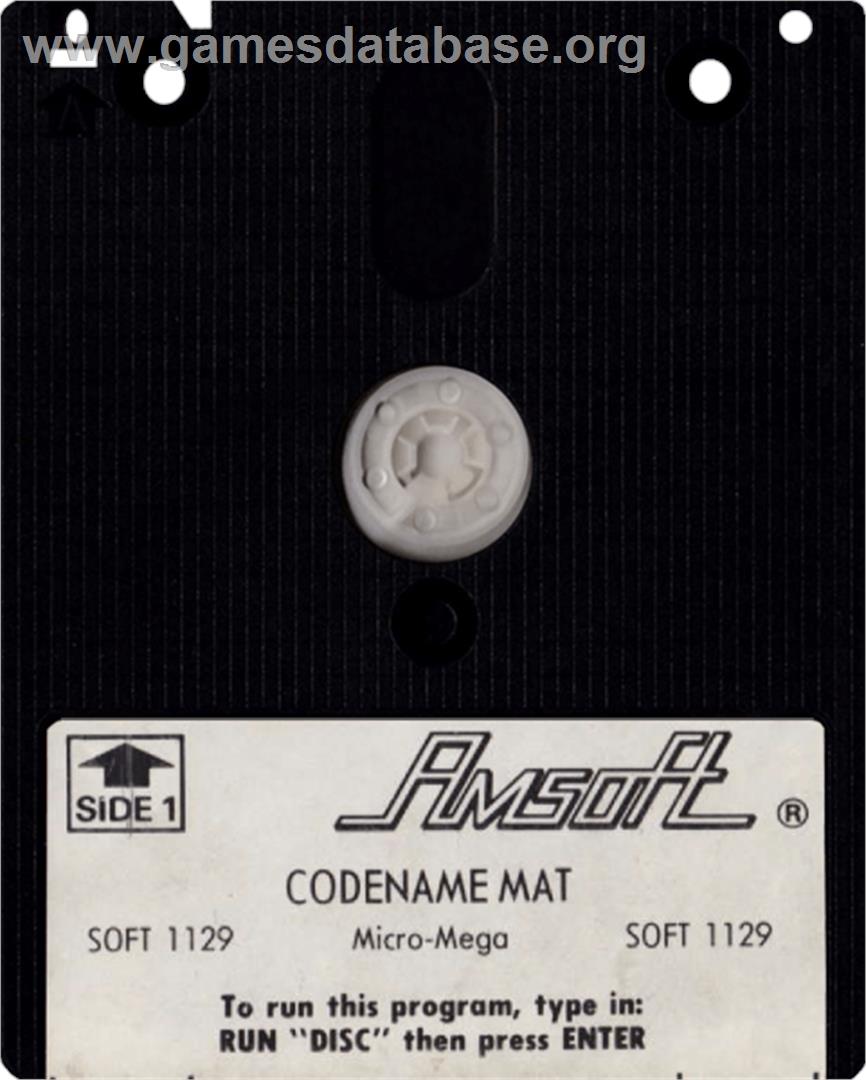 www.gamesdatabase.org
SIDE 1
Amsoft ®
CODENAME MAT
SOFT 1129 Micro-Mega SOFT 1129
To run this program, type in:
RUN "DISC" then press ENTER